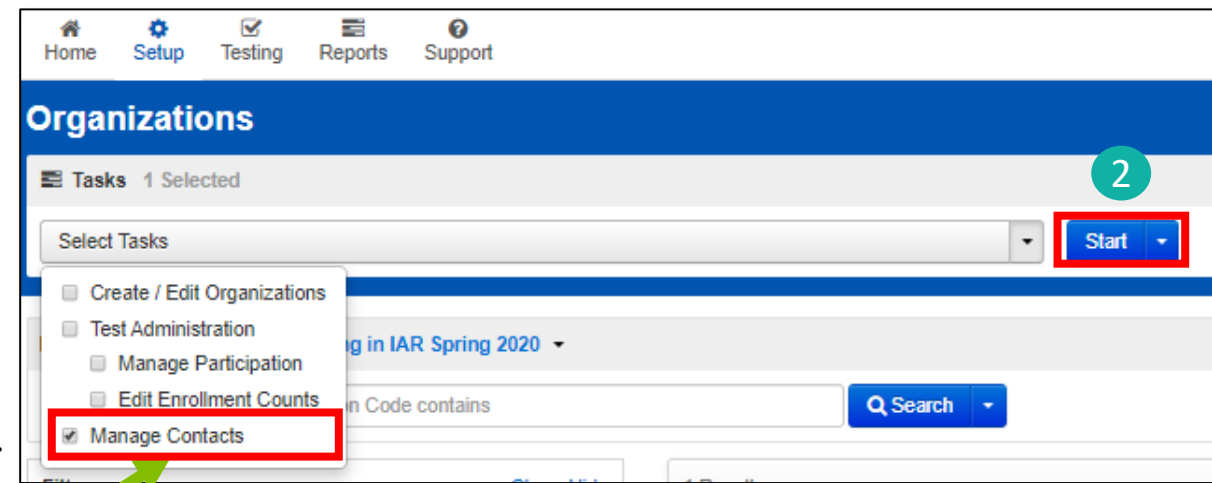 Home Setup Testing Reports Support
Organizations
Tasks 1 Selected
2
Select Tasks
Start
Create / Edit Organizations
Test Administration
ng in IAR Spring 2020
Manage Participation
Edit Enrollment Counts
n Code contains
Search
Manage Contacts